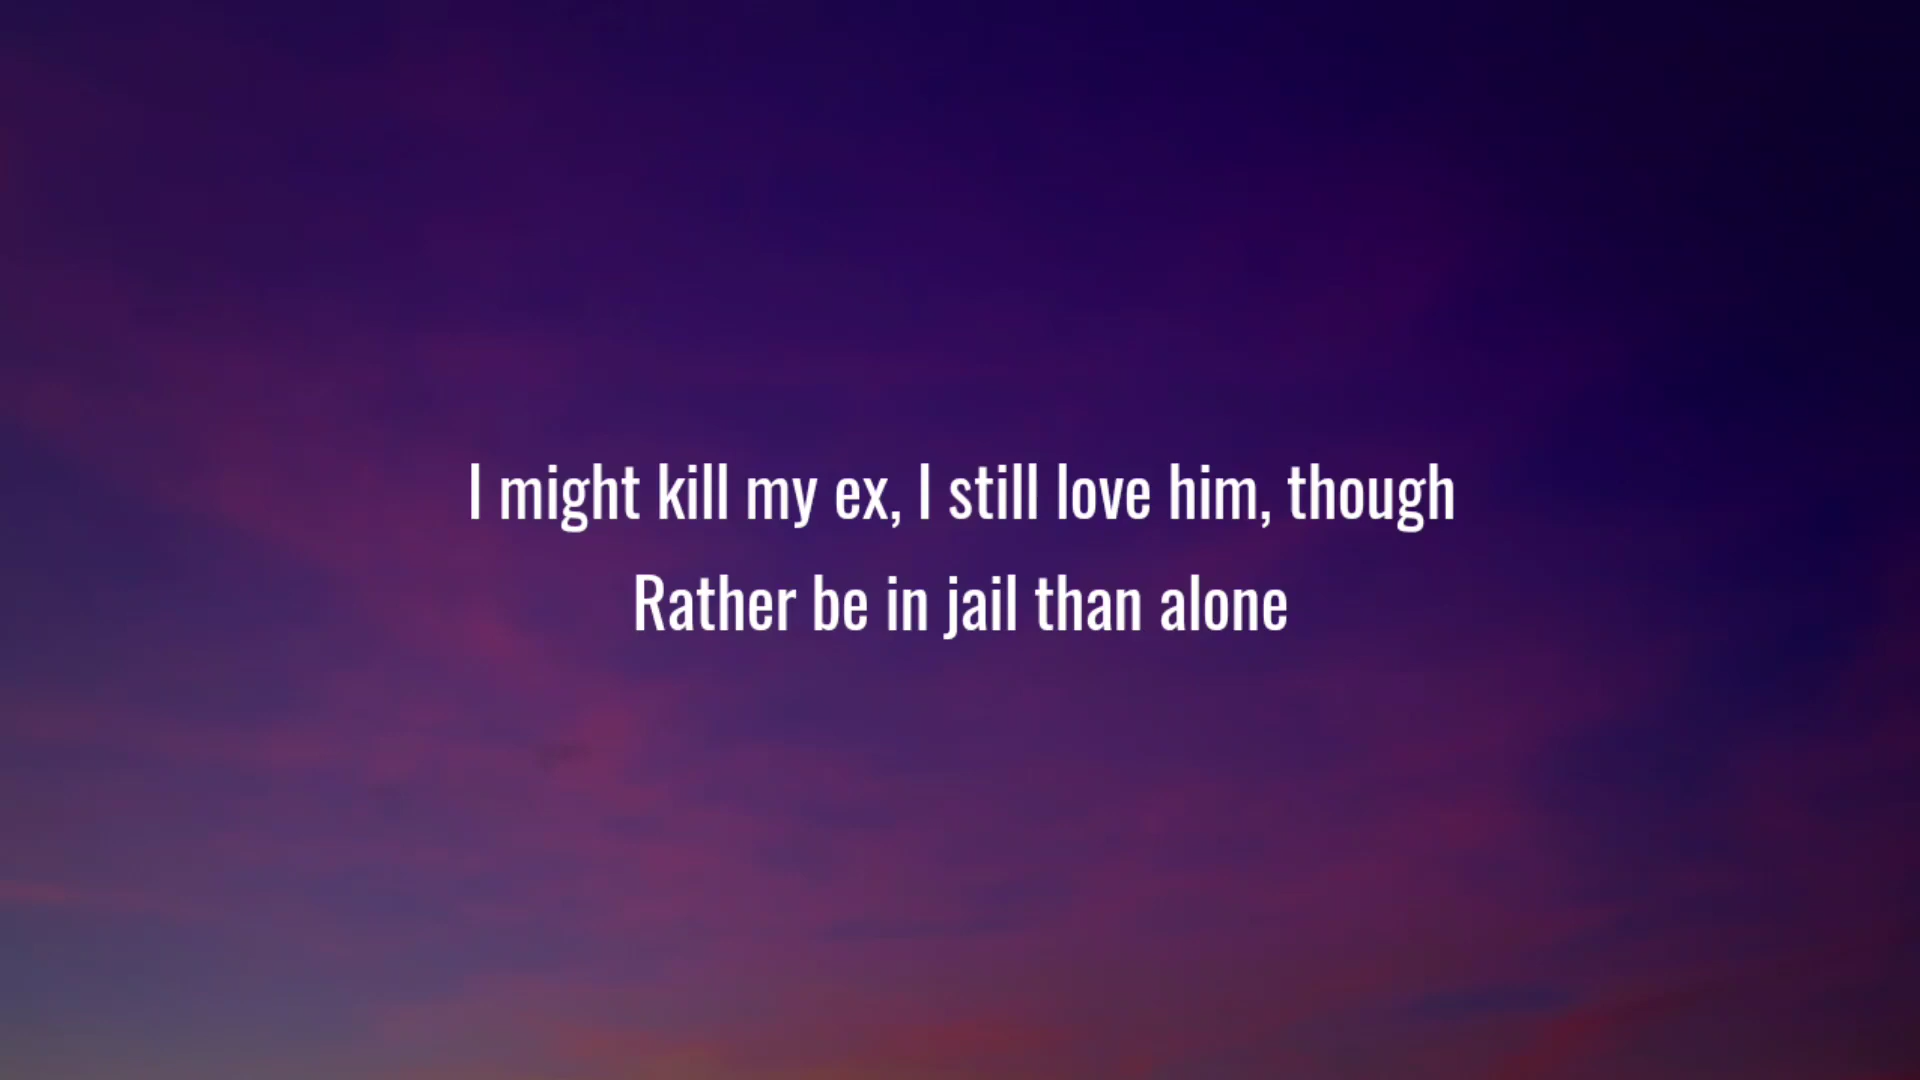 I might kill my ex, I still love him, though
Rather be in jail than alone